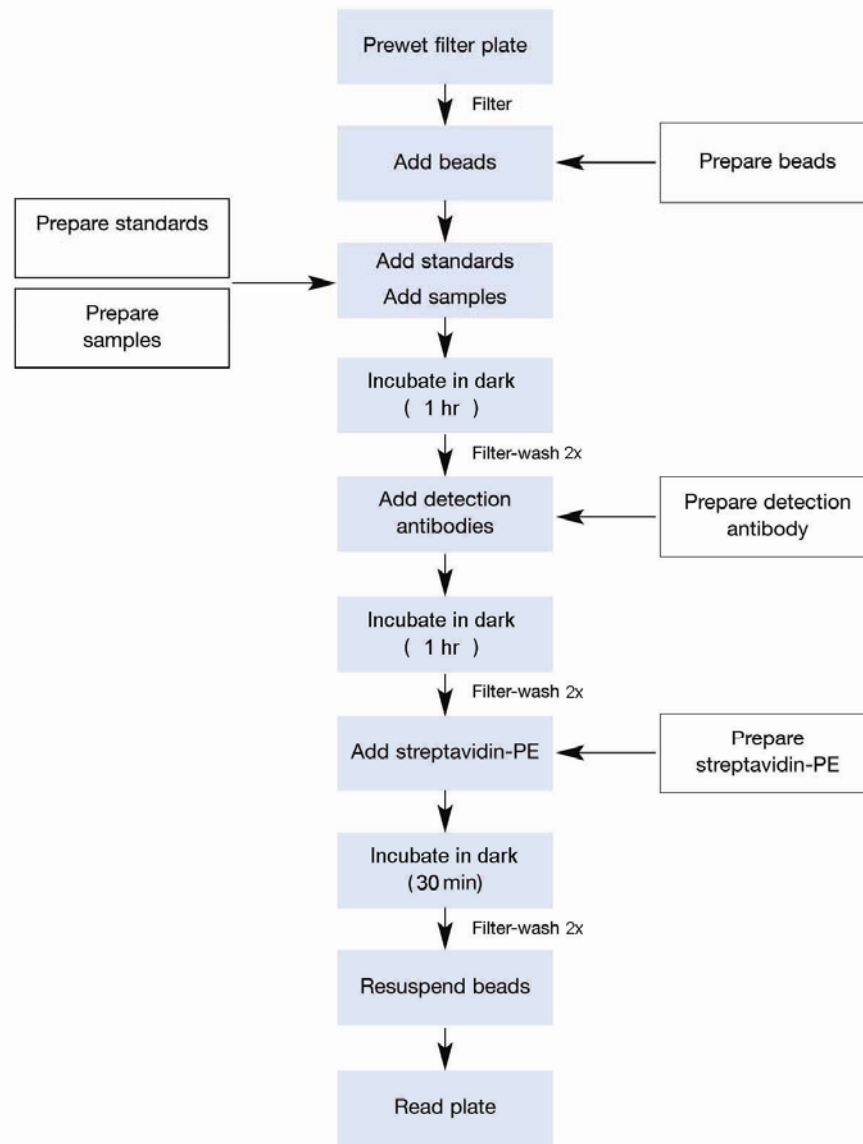 Prewet filter plate
Filter
Add beads
Prepare beads
Prepare standards
Prepare
samples
Add standards
Add samples
Incubate in dark
( 1 hr )
Filter-wash 2x
Add detection
antibodies
Prepare detection
antibody
Incubate in dark
( 1 hr )
Filter-wash 2x
Add streptavidin-PE
Prepare
streptavidin-PE
Incubate in dark
(30 min)
Filter-wash 2x
Resuspend beads
Read plate